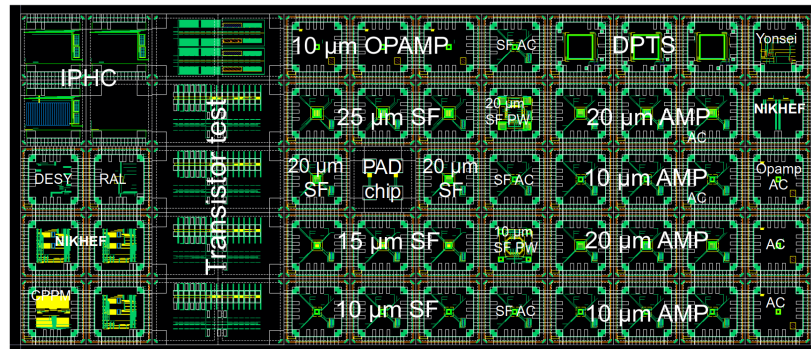 10 µm OPAMP
SF AC
DPTS
Yonsei
IPHC
25 µm SF
20 µm
SF PW
20 µm AMP
AC
NIKHEF
Transistor test
DESY
RAL
20 µm
SF
PAD
chip
20 µm
SF
SF AC
10 µm AMP
AC
Opamp
AC
NIKHEF
15 µm SF
10 µm
SF PW
20 µm AMP
AC
CPPM
10 µm SF
SF AC
10 µm AMP
AC